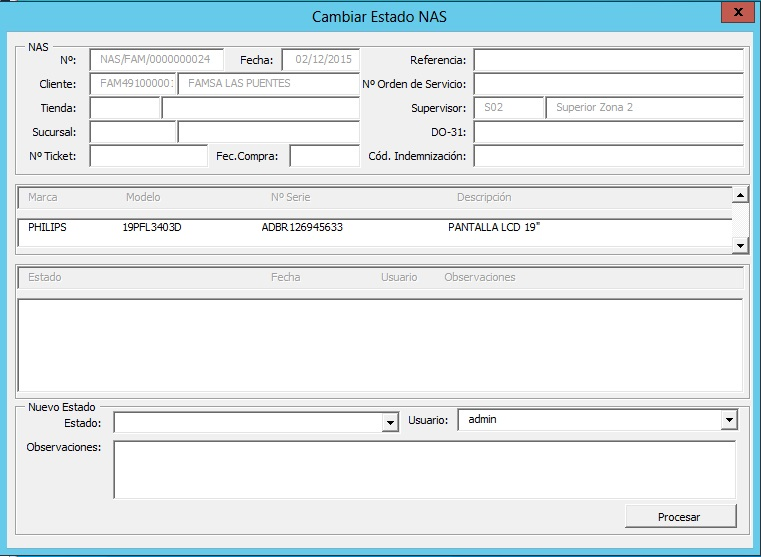 Cambiar Estado NAS
x
NAS
Nº: NAS/FAM/0000000024 Fecha: 02/12/2015 Referencia:
Cliente: FAM49100001 FAMSA LAS PUENTES Nº Orden de Servicio:
Tienda: Supervisor: S02 Superior Zona 2
Sucursal: DO-31:
Nº Ticket: Fec.Compra: Cód. Indemnización:
Marca Modelo Nº Serie Descripción
PHILIPS 19PFL3403D ADBR126945633 PANTALLA LCD 19"
Estado Fecha Usuario Observaciones
Nuevo Estado
Estado: Usuario: admin
Observaciones:
Procesar